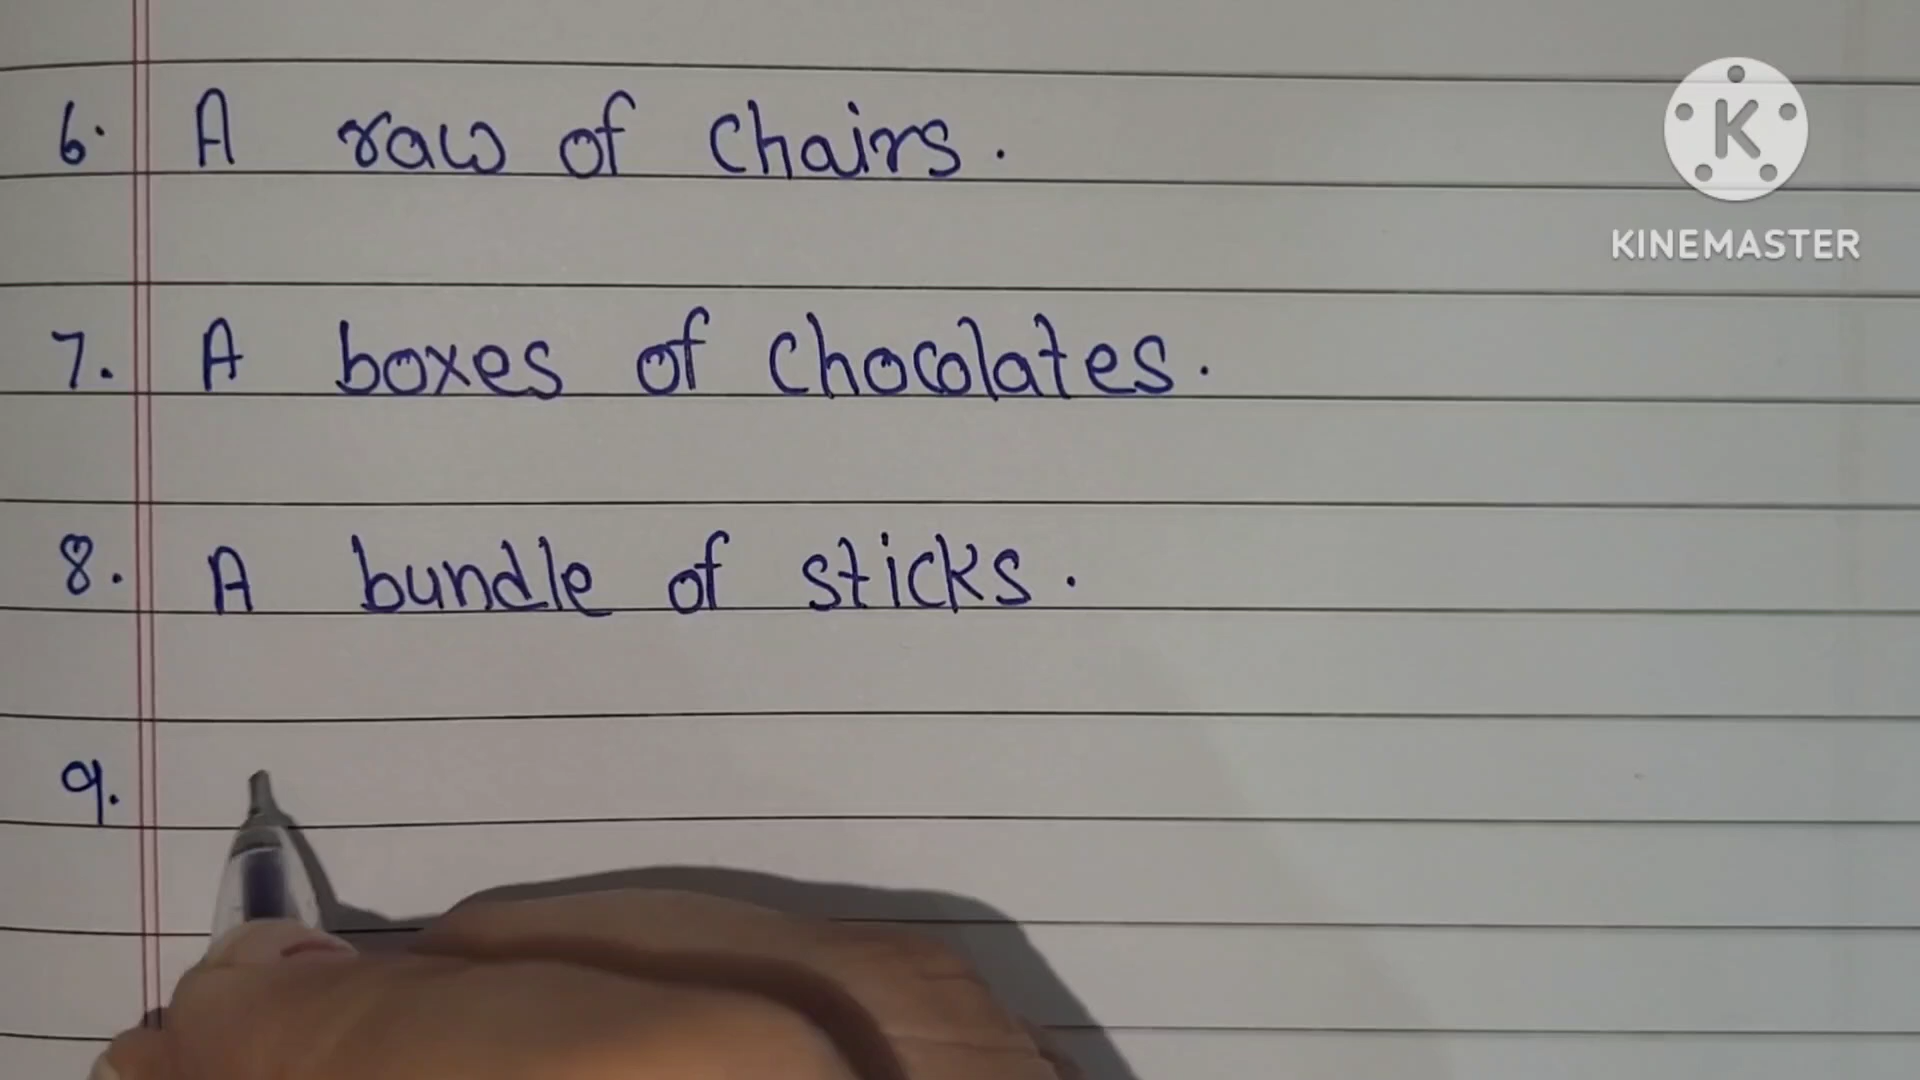 6. A raw of chairs.
K
KINEMASTER
7. A boxes of chocolates.
8. A bundle of sticks.
9.